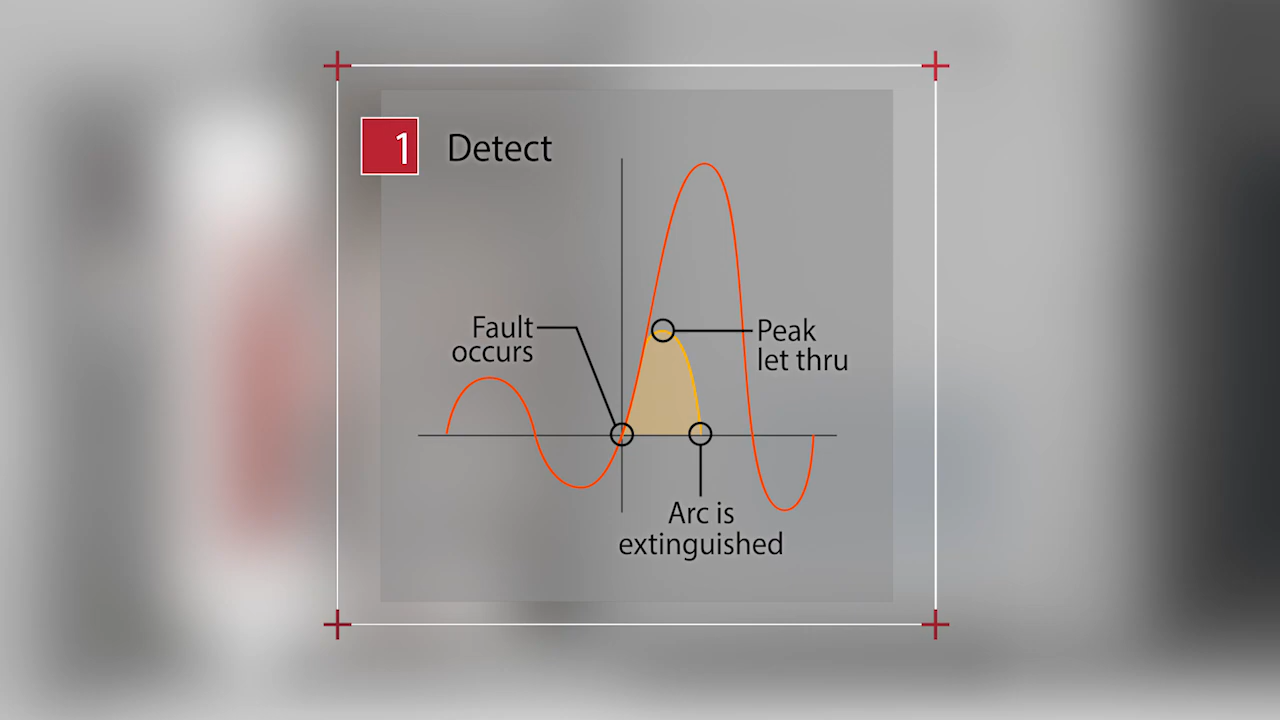 1 Detect
Fault
occurs
Peak
let thru
Arc is
extinguished